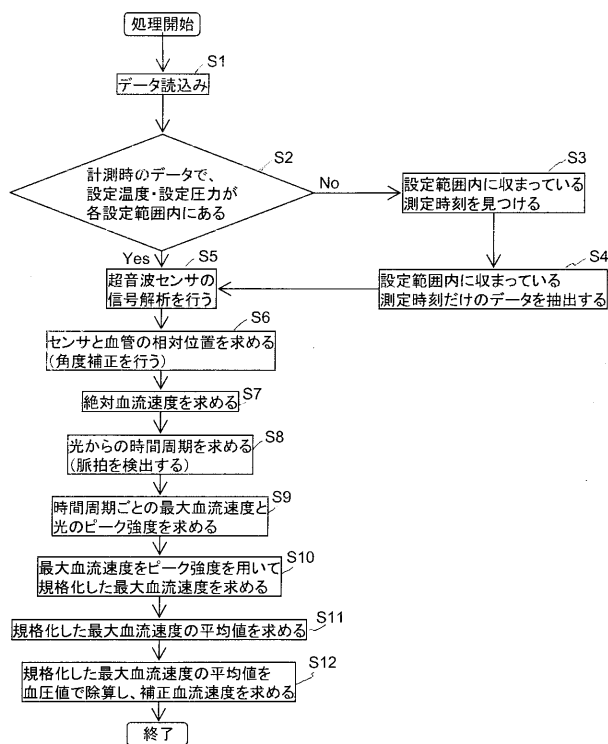 処理開始
S1
データ読込み
S2
計測時のデータで、
設定温度・設定圧力が
各設定範囲内にある
No
S3
設定範囲内に収まっている
測定時刻を見つける
S4
設定範囲内に収まっている
測定時刻だけのデータを抽出する
Yes
S5
超音波センサの
信号解析を行う
S6
センサと血管の相対位置を求める
(角度補正を行う)
S7
絶対血流速度を求める
S8
光からの時間周期を求める
(脈拍を検出する)
S9
時間周期ごとの最大血流速度と
光のピーク強度を求める
S10
最大血流速度をピーク強度を用いて
規格化した最大血流速度を求める
S11
規格化した最大血流速度の平均値を求める
S12
規格化した最大血流速度の平均値を
血圧値で除算し、補正血流速度を求める
終了